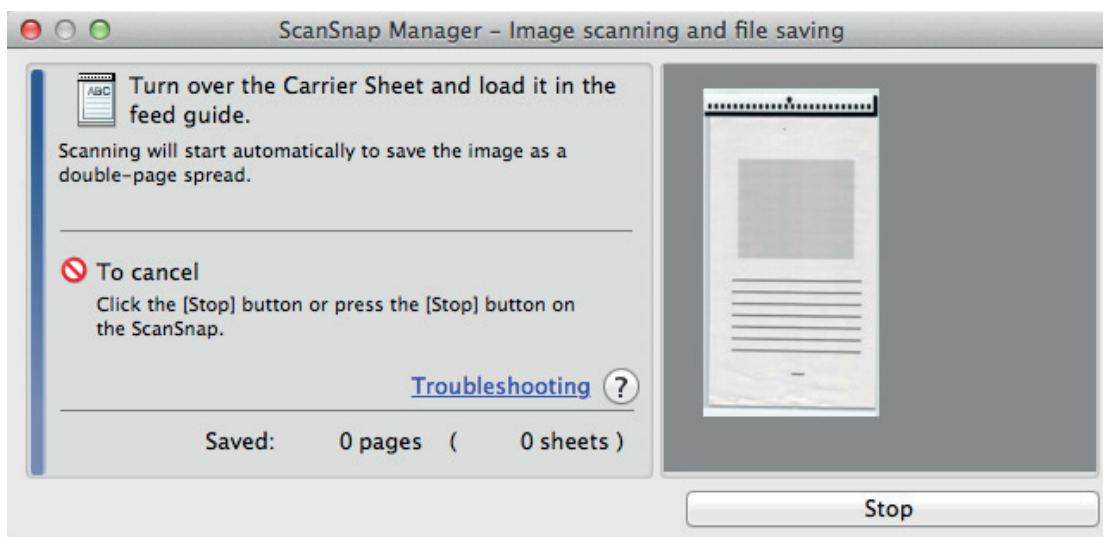 ScanSnap Manager – Image scanning and file saving
ABC
Turn over the Carrier Sheet and load it in the
feed guide.
Scanning will start automatically to save the image as a
double-page spread.
To cancel
Click the [Stop] button or press the [Stop] button on
the ScanSnap.
Troubleshooting ?
Saved: 0 pages ( 0 sheets )
Stop